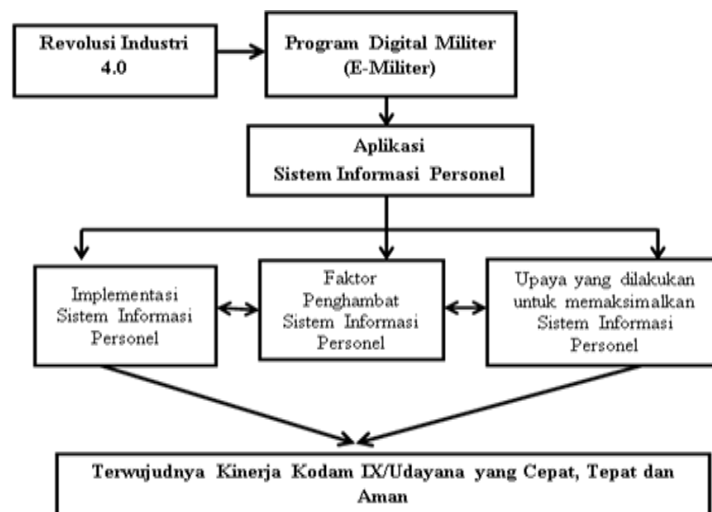 Revolusi Industri
4.0
Program Digital Militer
(E-Militer)
Aplikasi
Sistem Informasi Personel
Implementasi
Sistem Informasi
Personel
Faktor
Penghambat
Sistem Informasi
Personel
Upaya yang dilakukan
untuk memaksimalkan
Sistem Informasi
Personel
Terwujudnya Kinerja Kodam IX/Udayana yang Cepat, Tepat dan
Aman